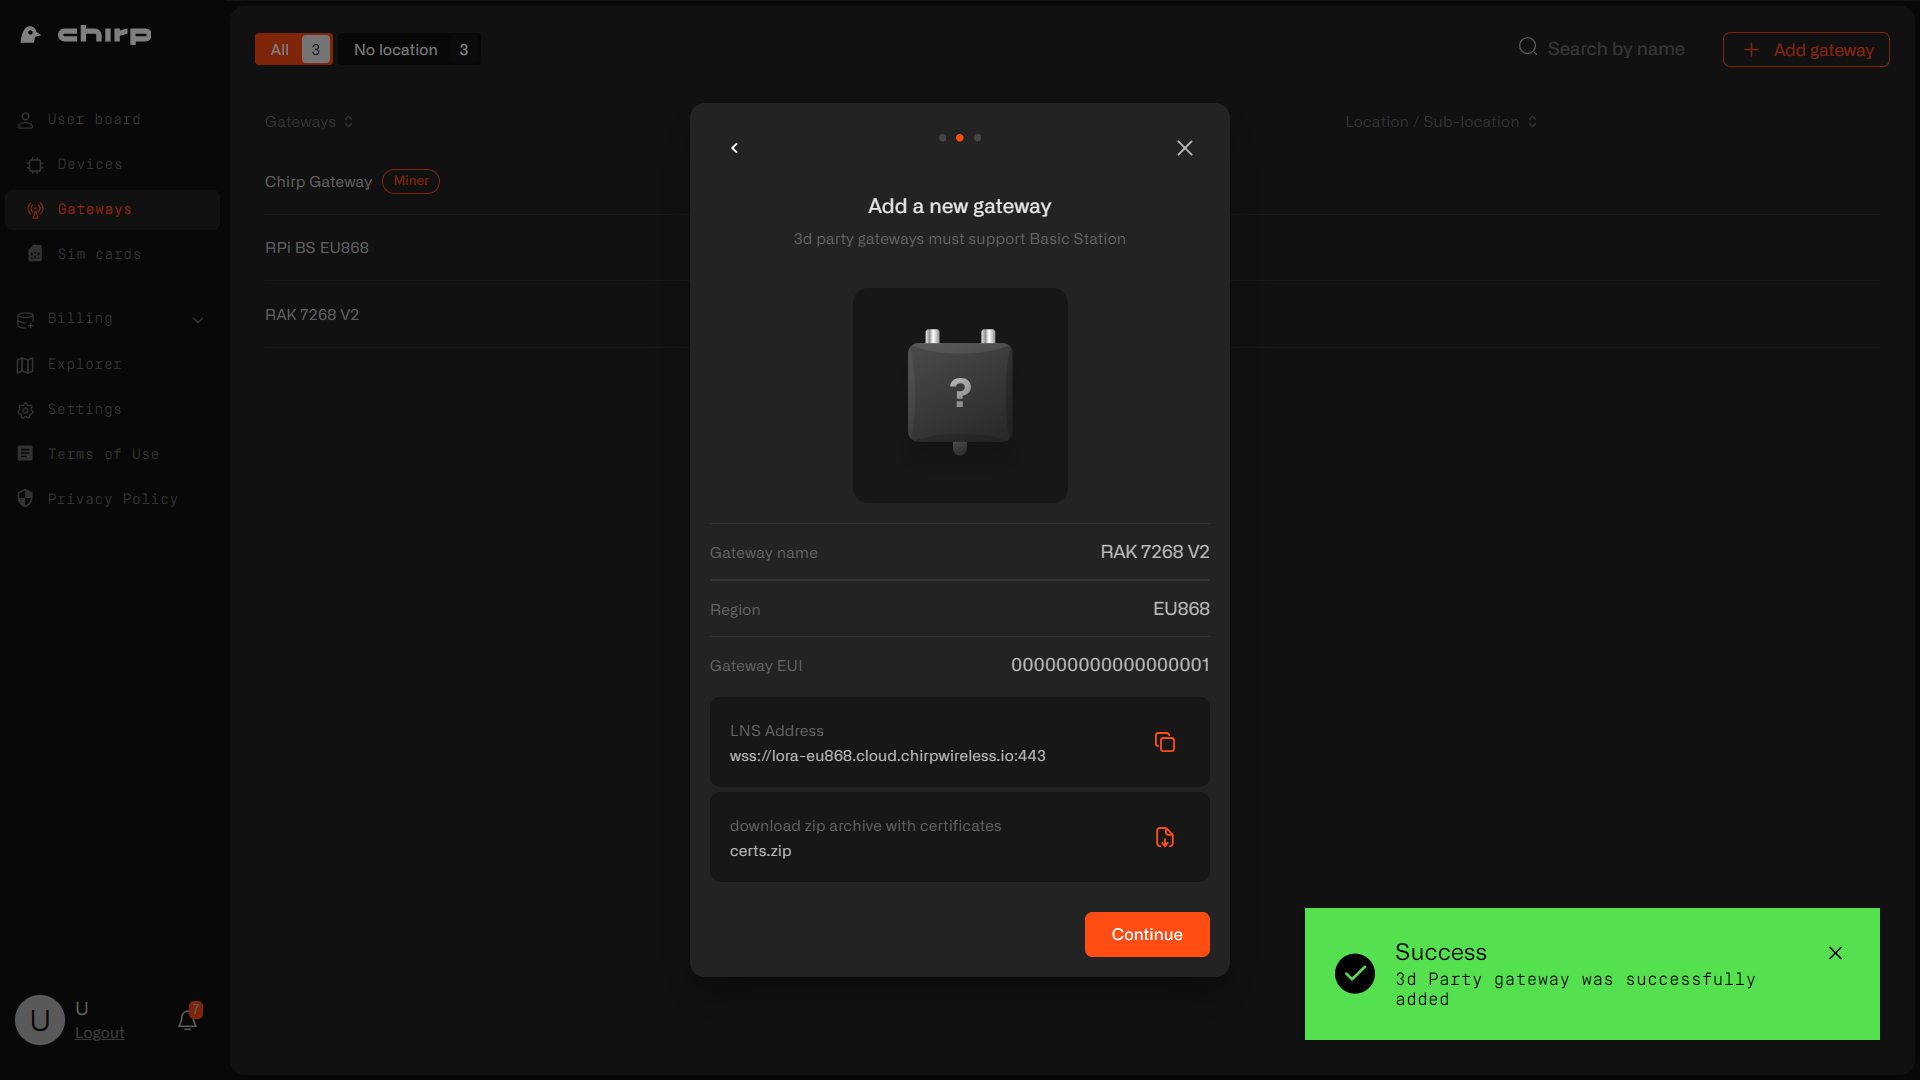 chirp
User board
Devices
Gateways
Sim cards
Billing
Explorer
Settings
Terms of Use
Privacy Policy
U
U
Logout
7
All 3
No location 3
Search by name
Add gateway
Gateways
Location / Sub-location
Chirp Gateway Miner
RPi BS EU868
RAK 7268 V2
Add a new gateway
3d party gateways must support Basic Station
?
Gateway name RAK 7268 V2
Region EU868
Gateway EUI 000000000000000001
LNS Address
wss://lora-eu868.cloud.chirpwireless.io:443
download zip archive with certificates
certs.zip
Continue
Success
3d Party gateway was successfully
added